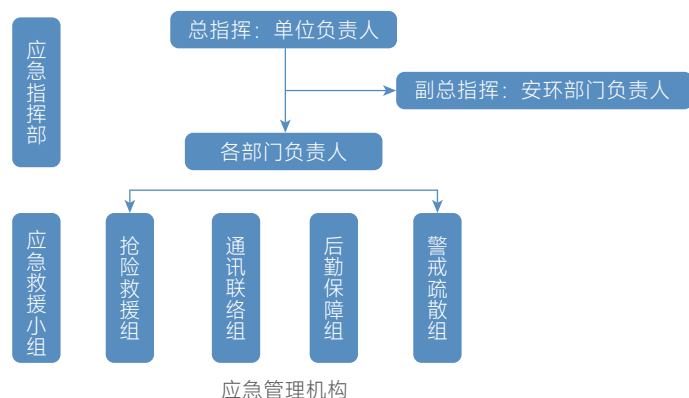 应急指挥部
总指挥：单位负责人
副总指挥：安环部门负责人
各部门负责人
应急救援小组
抢险救援组
通讯联络组
后勤保障组
警戒疏散组
应急管理机构